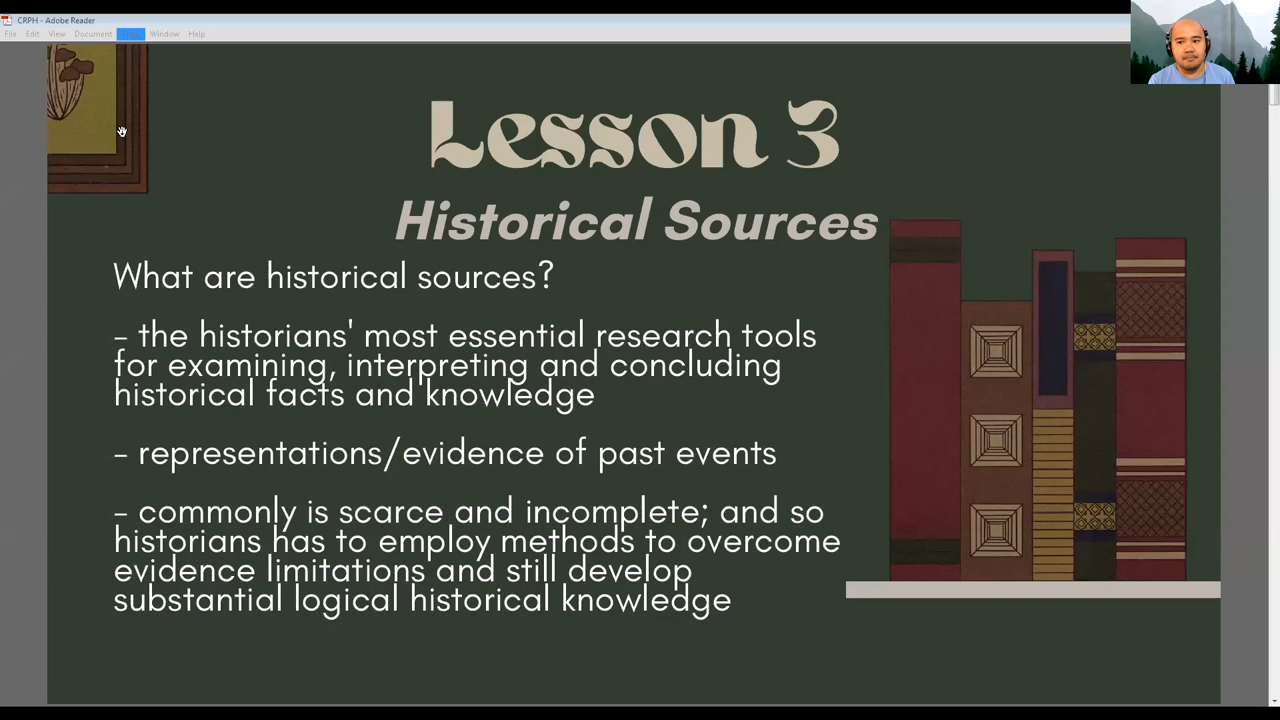 CRPH - Adobe Reader
File Edit View Document Tools Window Help
Lesson 3
Historical Sources
What are historical sources?
- the historians' most essential research tools
for examining, interpreting and concluding
historical facts and knowledge
- representations/evidence of past events
- commonly is scarce and incomplete; and so
historians has to employ methods to overcome
evidence limitations and still develop
substantial logical historical knowledge